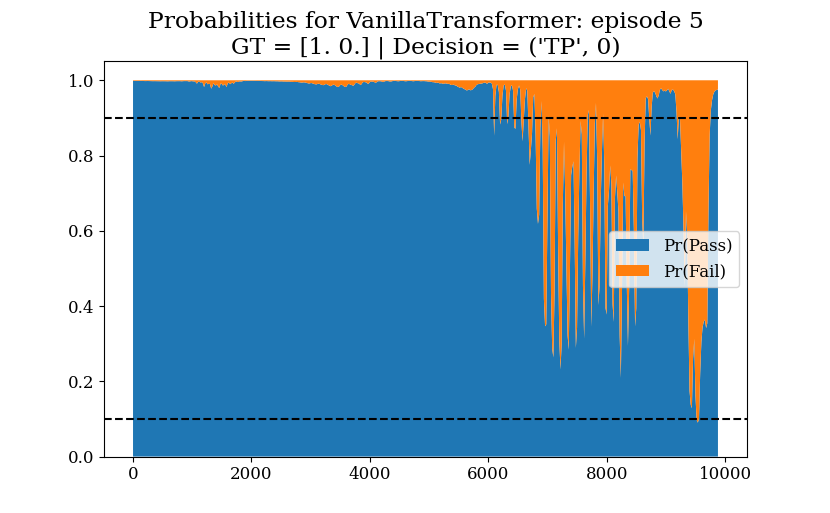 Probabilities for VanillaTransformer: episode 5
GT = [1. 0.] | Decision = ('TP', 0)
1.0
0.8
0.6
0.4
0.2
0.0
Pr(Pass)
Pr(Fail)
0 2000 4000 6000 8000 10000